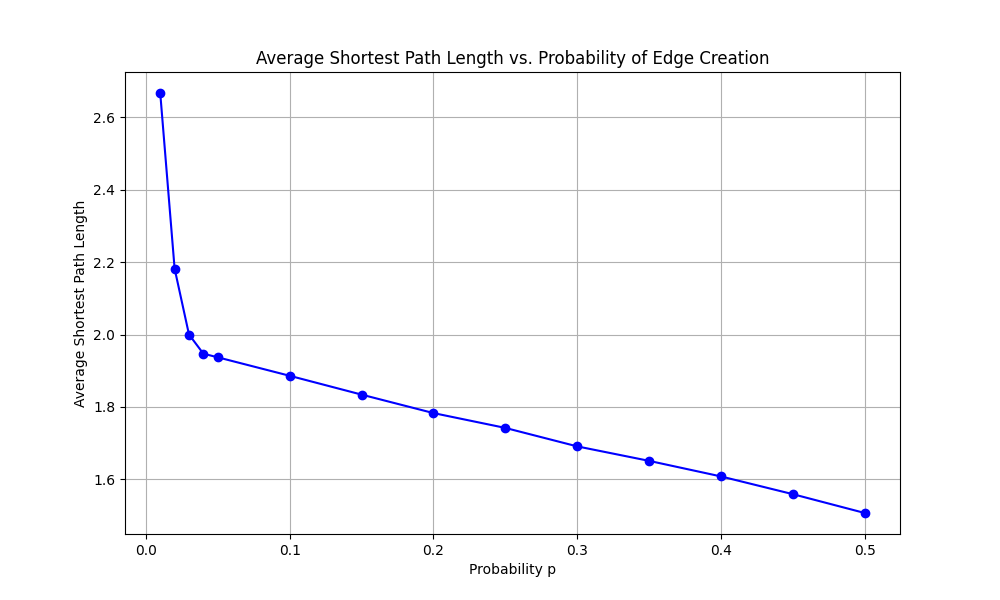 Average Shortest Path Length vs. Probability of Edge Creation
Average Shortest Path Length
2.6
2.4
2.2
2.0
1.8
1.6
0.0 0.1 0.2 0.3 0.4 0.5
Probability p